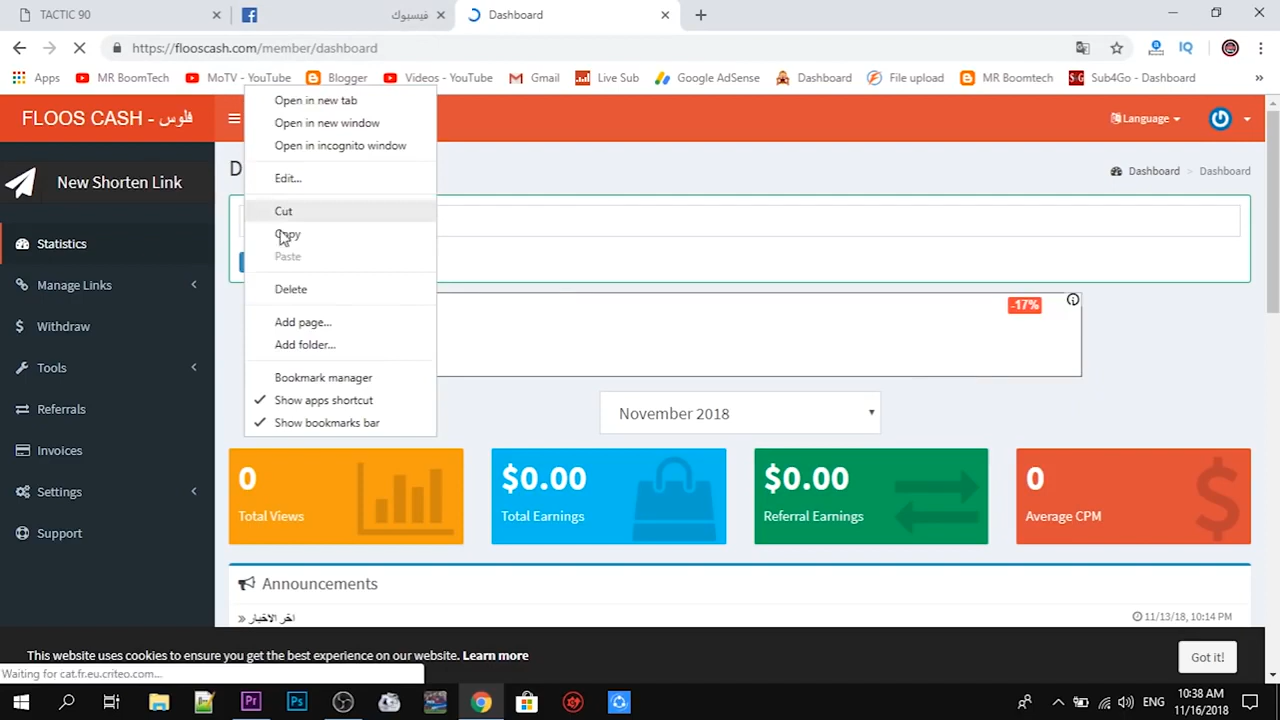 TACTIC 90
فيسبوك
Dashboard
https://flooscash.com/member/dashboard
Apps
MR BoomTech
MoTV - YouTube
Blogger
Videos - YouTube
Gmail
Live Sub
Google AdSense
Dashboard
File upload
MR Boomtech
Sub4Go - Dashboard
FLOOS CASH - فلوس
Language
New Shorten Link
Dashboard > Dashboard
Statistics
Manage Links
Withdraw
Tools
Referrals
Invoices
Settings
Support
Open in new tab
Open in new window
Open in incognito window
Edit...
Cut
Copy
Paste
Delete
Add page...
Add folder...
Bookmark manager
Show apps shortcut
Show bookmarks bar
-17%
November 2018
0
Total Views
$0.00
Total Earnings
$0.00
Referral Earnings
0
Average CPM
Announcements
اخر الاخبار
11/13/18, 10:14 PM
This website uses cookies to ensure you get the best experience on our website. Learn more
Got it!
Waiting for cat.fr.eu.criteo.com...
ENG
10:38 AM
11/16/2018